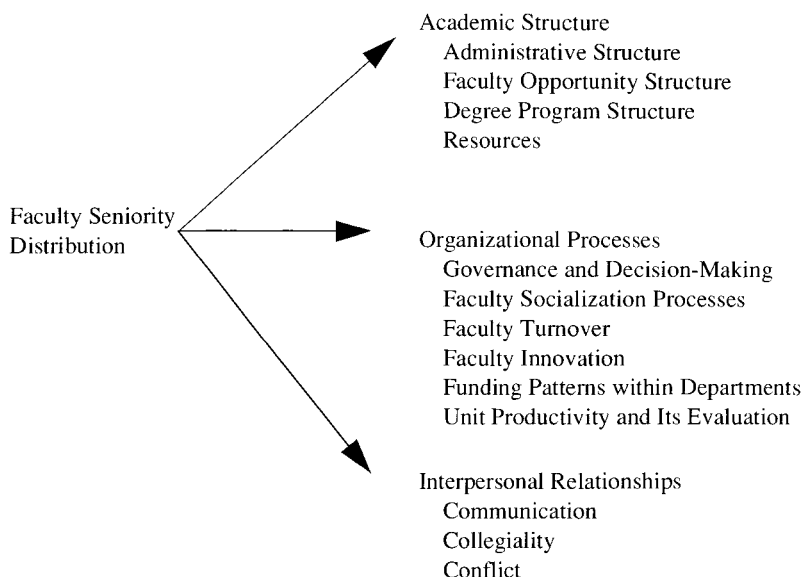 Academic Structure
Administrative Structure
Faculty Opportunity Structure
Degree Program Structure
Resources
Faculty Seniority
Distribution
Organizational Processes
Governance and Decision-Making
Faculty Socialization Processes
Faculty Turnover
Faculty Innovation
Funding Patterns within Departments
Unit Productivity and Its Evaluation
Interpersonal Relationships
Communication
Collegiality
Conflict